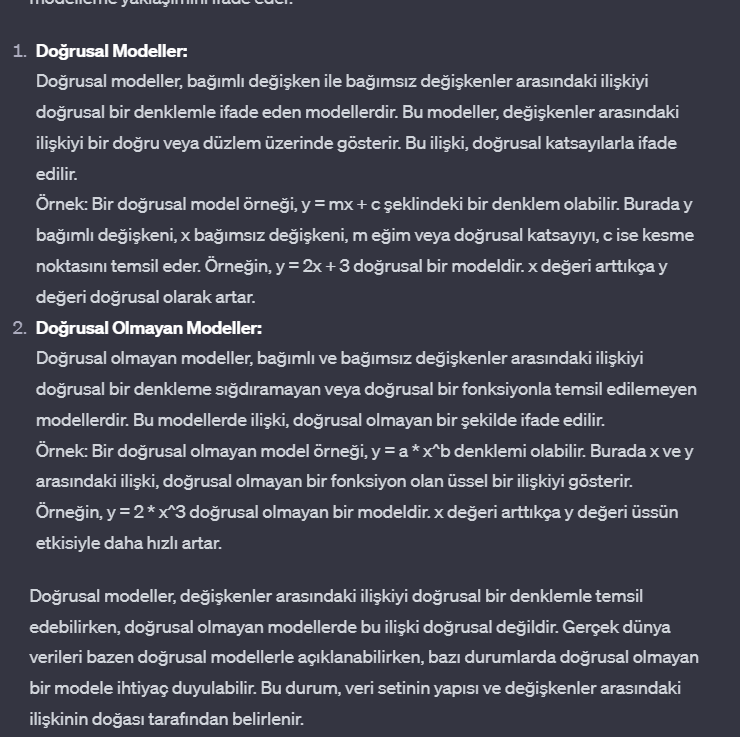 modelleme yaklaşımını ifade eder.
1. Doğrusal Modeller:
Doğrusal modeller, bağımlı değişken ile bağımsız değişkenler arasındaki ilişkiyi
doğrusal bir denklemle ifade eden modellerdir. Bu modeller, değişkenler arasındaki
ilişkiyi bir doğru veya düzlem üzerinde gösterir. Bu ilişki, doğrusal katsayılarla ifade
edilir.
Örnek: Bir doğrusal model örneği, y = mx + c şeklindeki bir denklem olabilir. Burada y
bağımlı değişkeni, x bağımsız değişkeni, m eğim veya doğrusal katsayıyı, c ise kesme
noktasını temsil eder. Örneğin, y = 2x + 3 doğrusal bir modeldir. x değeri arttıkça y
değeri doğrusal olarak artar.
2. Doğrusal Olmayan Modeller:
Doğrusal olmayan modeller, bağımlı ve bağımsız değişkenler arasındaki ilişkiyi
doğrusal bir denkleme sığdıramayan veya doğrusal bir fonksiyonla temsil edilemeyen
modellerdir. Bu modellerde ilişki, doğrusal olmayan bir şekilde ifade edilir.
Örnek: Bir doğrusal olmayan model örneği, y = a * x^b denklemi olabilir. Burada x ve y
arasındaki ilişki, doğrusal olmayan bir fonksiyon olan üssel bir ilişkiyi gösterir.
Örneğin, y = 2 * x^3 doğrusal olmayan bir modeldir. x değeri arttıkça y değeri üssün
etkisiyle daha hızlı artar.
Doğrusal modeller, değişkenler arasındaki ilişkiyi doğrusal bir denklemle temsil
edebilirken, doğrusal olmayan modellerde bu ilişki doğrusal değildir. Gerçek dünya
verileri bazen doğrusal modellerle açıklanabilirken, bazı durumlarda doğrusal olmayan
bir modele ihtiyaç duyulabilir. Bu durum, veri setinin yapısı ve değişkenler arasındaki
ilişkinin doğası tarafından belirlenir.